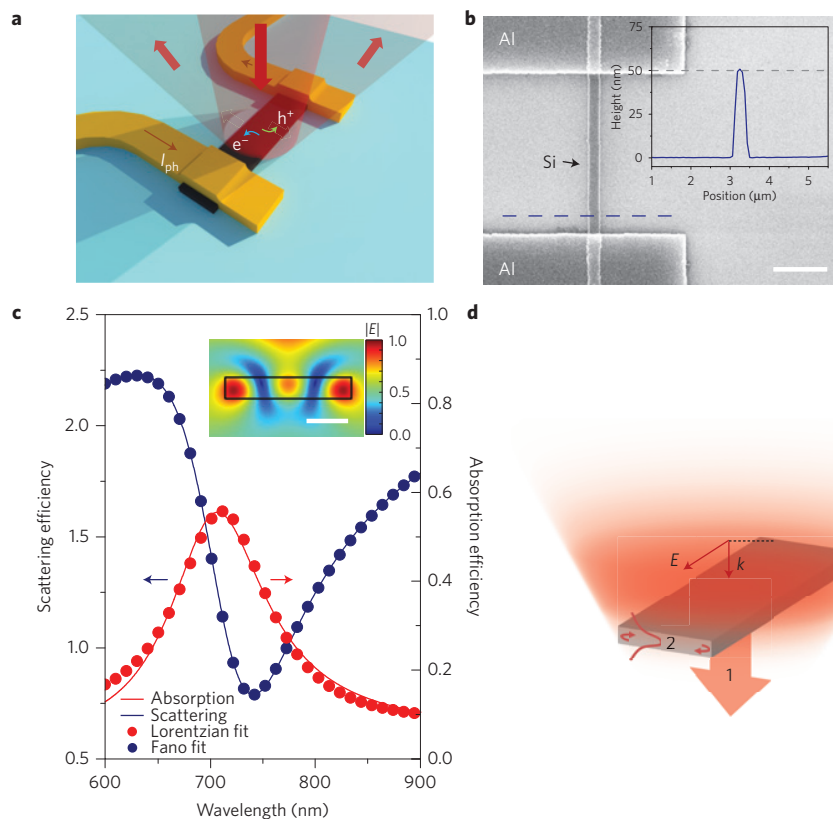 a
h+
e−
Iph
b
Al
Al
Si
Height (nm)
75
50
25
0
1 2 3 4 5
Position (μm)
c
2.5
2.0
1.5
1.0
0.5
Scattering efficiency
1.0
0.8
0.6
0.4
0.2
0.0
Absorption efficiency
|E|
1.0
0.5
0.0
Absorption
Scattering
Lorentzian fit
Fano fit
600 700 800 900
Wavelength (nm)
d
E
k
2
1